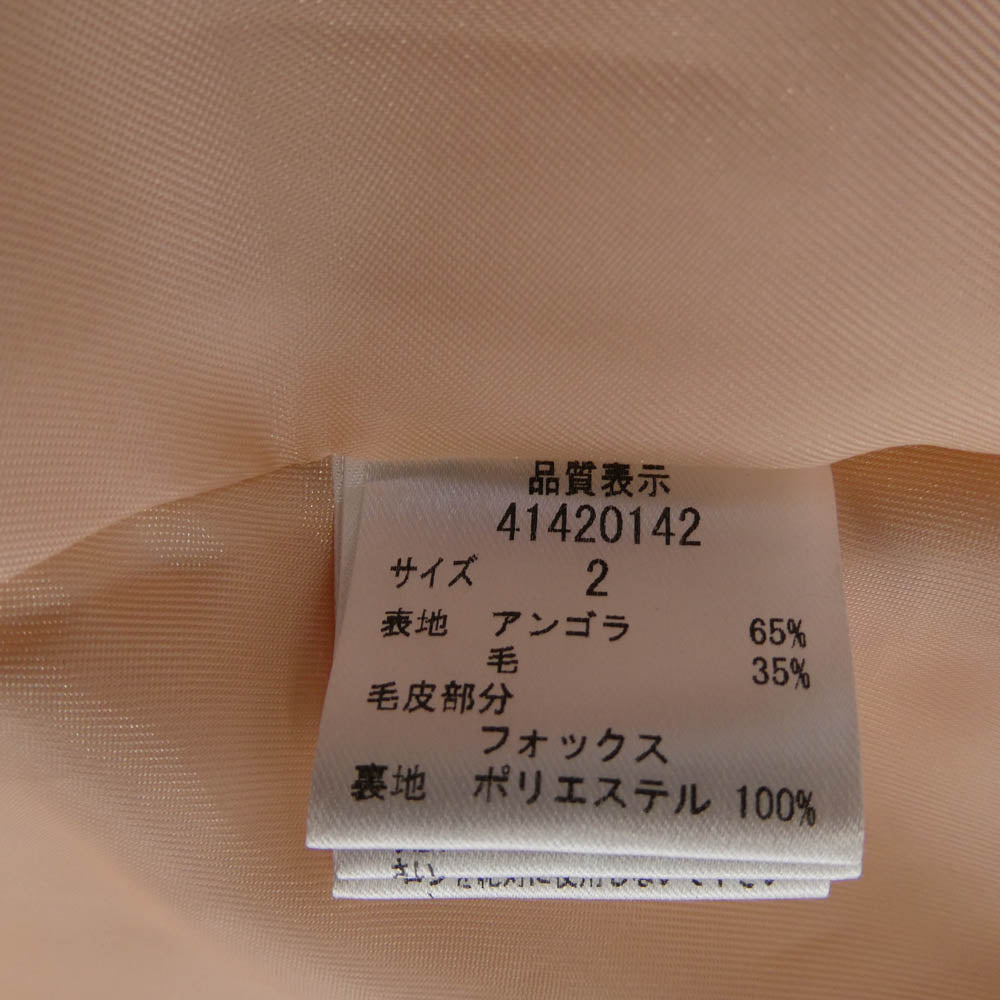 品質表示
41420142
サイズ 2
表地 アンゴラ 65%
毛 35%
毛皮部分
フォックス
裏地 ポリエステル 100%